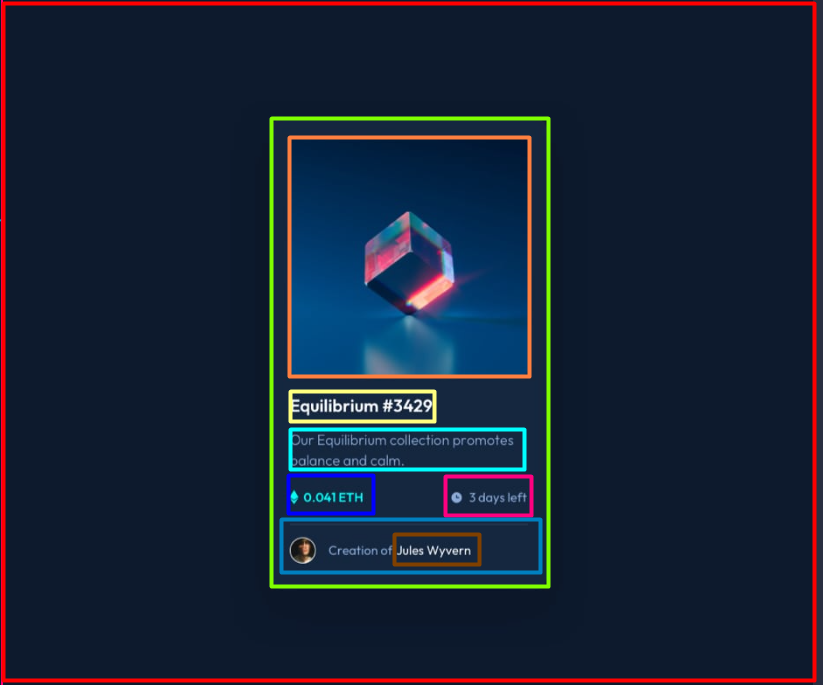 Equilibrium #3429
Our Equilibrium collection promotes
balance and calm.
0.041 ETH
3 days left
Creation of Jules Wyvern